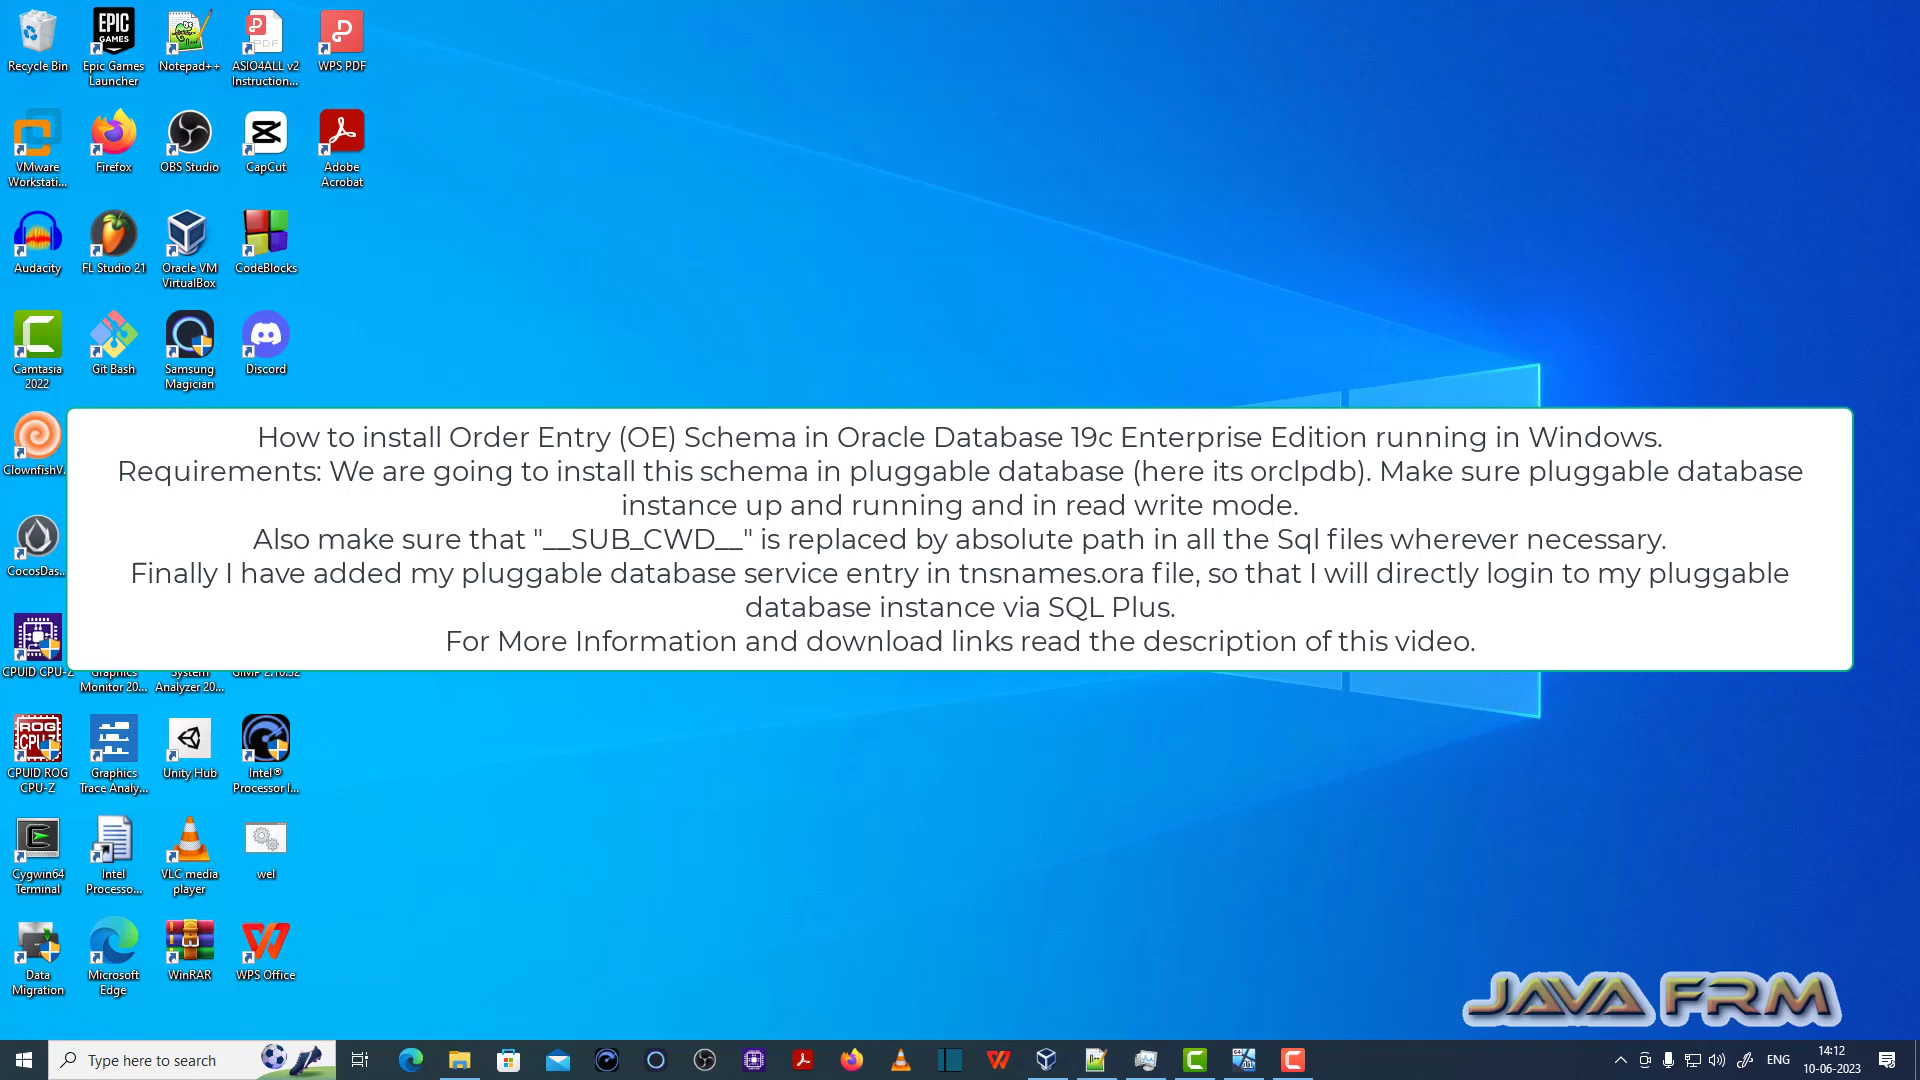 Recycle Bin
Epic Games
Launcher
Notepad++
ASIO4ALL v2
Instruction...
WPS PDF
VMware
Workstati...
Firefox
OBS Studio
CapCut
Adobe
Acrobat
Audacity
FL Studio 21
Oracle VM
VirtualBox
CodeBlocks
Camtasia
2022
Git Bash
Samsung
Magician
Discord
ClownfishV.
How to install Order Entry (OE) Schema in Oracle Database 19c Enterprise Edition running in Windows.
Requirements: We are going to install this schema in pluggable database (here its orclpdb). Make sure pluggable database
instance up and running and in read write mode.
Also make sure that "__SUB_CWD__" is replaced by absolute path in all the Sql files wherever necessary.
Finally I have added my pluggable database service entry in tnsnames.ora file, so that I will directly login to my pluggable
database instance via SQL Plus.
For More Information and download links read the description of this video.
CocosDas..
CPUID CPU-Z
Monitor 20...
Analyzer 20...
CPUID ROG
CPU-Z
Graphics
Trace Analy...
Unity Hub
Intel®
Processor I...
Cygwin64
Terminal
Intel
Processo...
VLC media
player
wel
Data
Migration
Microsoft
Edge
WinRAR
WPS Office
JAVA FRM
Type here to search
ENG
14:12
10-06-2023